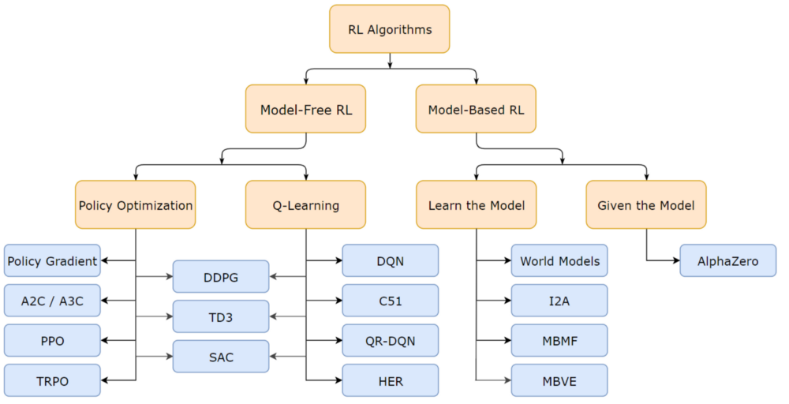 RL Algorithms
Model-Free RL
Model-Based RL
Policy Optimization
Q-Learning
Learn the Model
Given the Model
Policy Gradient
A2C / A3C
PPO
TRPO
DDPG
TD3
SAC
DQN
C51
QR-DQN
HER
World Models
I2A
MBMF
MBVE
AlphaZero